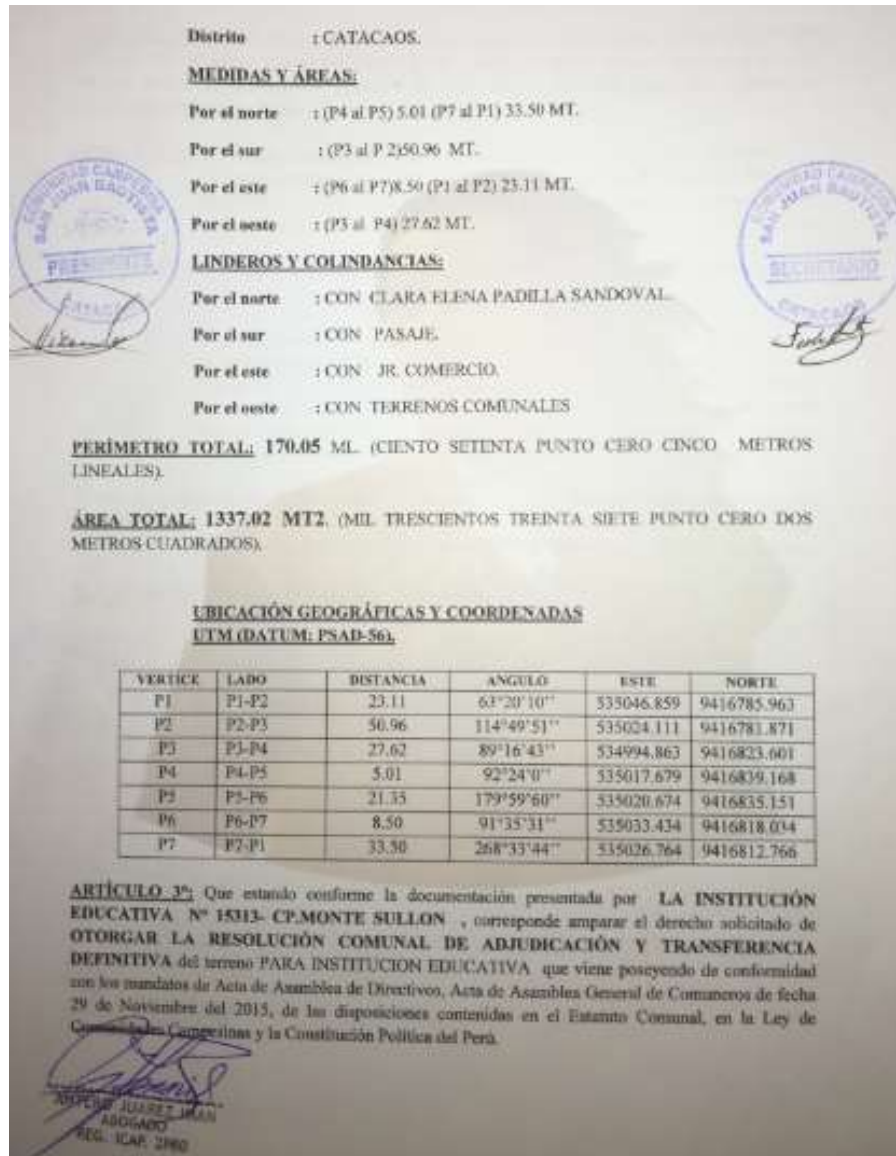 Distrito : CATACAOS.
MEDIDAS Y ÁREAS:
Por el norte : (P4 al P5) 5.01 (P7 al P1) 33.50 MT.
Por el sur : (P3 al P 2)50.96 MT.
Por el este : (P6 al P7)8.50 (P1 al P2) 23.11 MT.
Por el oeste : (P3 al P4) 27.62 MT.
COMUNIDAD CAMPESINA
SAN JUAN BAUTISTA
PRESIDENTE
CATACAOS
COMUNIDAD CAMPESINA
SAN JUAN BAUTISTA
SECRETARIO
CATACAOS
LINDEROS Y COLINDANCIAS:
Por el norte : CON CLARA ELENA PADILLA SANDOVAL.
Por el sur : CON PASAJE.
Por el este : CON JR. COMERCIO.
Por el oeste : CON TERRENOS COMUNALES
PERÍMETRO TOTAL: 170.05 ML. (CIENTO SETENTA PUNTO CERO CINCO METROS
LINEALES).
ÁREA TOTAL: 1337.02 MT2. (MIL TRESCIENTOS TREINTA SIETE PUNTO CERO DOS
METROS CUADRADOS).
UBICACIÓN GEOGRÁFICAS Y COORDENADAS
UTM (DATUM: PSAD-56).
VERTICE LADO DISTANCIA ANGULO ESTE NORTE
P1 P1-P2 23.11 63°20'10'' 535046.859 9416785.963
P2 P2-P3 50.96 114°49'51'' 535024.111 9416781.871
P3 P3-P4 27.62 89°16'43'' 534994.863 9416823.601
P4 P4-P5 5.01 92°24'0'' 535017.679 9416839.168
P5 P5-P6 21.35 179°59'60'' 535020.674 9416835.151
P6 P6-P7 8.50 91°35'31'' 535033.434 9416818.034
P7 P7-P1 33.50 268°33'44'' 535026.764 9416812.766
ARTÍCULO 3º: Que estando conforme la documentación presentada por LA INSTITUCIÓN
EDUCATIVA Nº 15313- CP.MONTE SULLON , corresponde amparar el derecho solicitado de
OTORGAR LA RESOLUCIÓN COMUNAL DE ADJUDICACIÓN Y TRANSFERENCIA
DEFINITIVA del terreno PARA INSTITUCION EDUCATIVA que viene poseyendo de conformidad
con los mandatos de Acta de Asamblea de Directivos, Acta de Asamblea General de Comuneros de fecha
29 de Noviembre del 2015, de las disposiciones contenidas en el Estatuto Comunal, en la Ley de
Comunidades Campesinas y la Constitución Política del Perú.
JUAREZ
ABOGADO
REG. ICAP. 2980